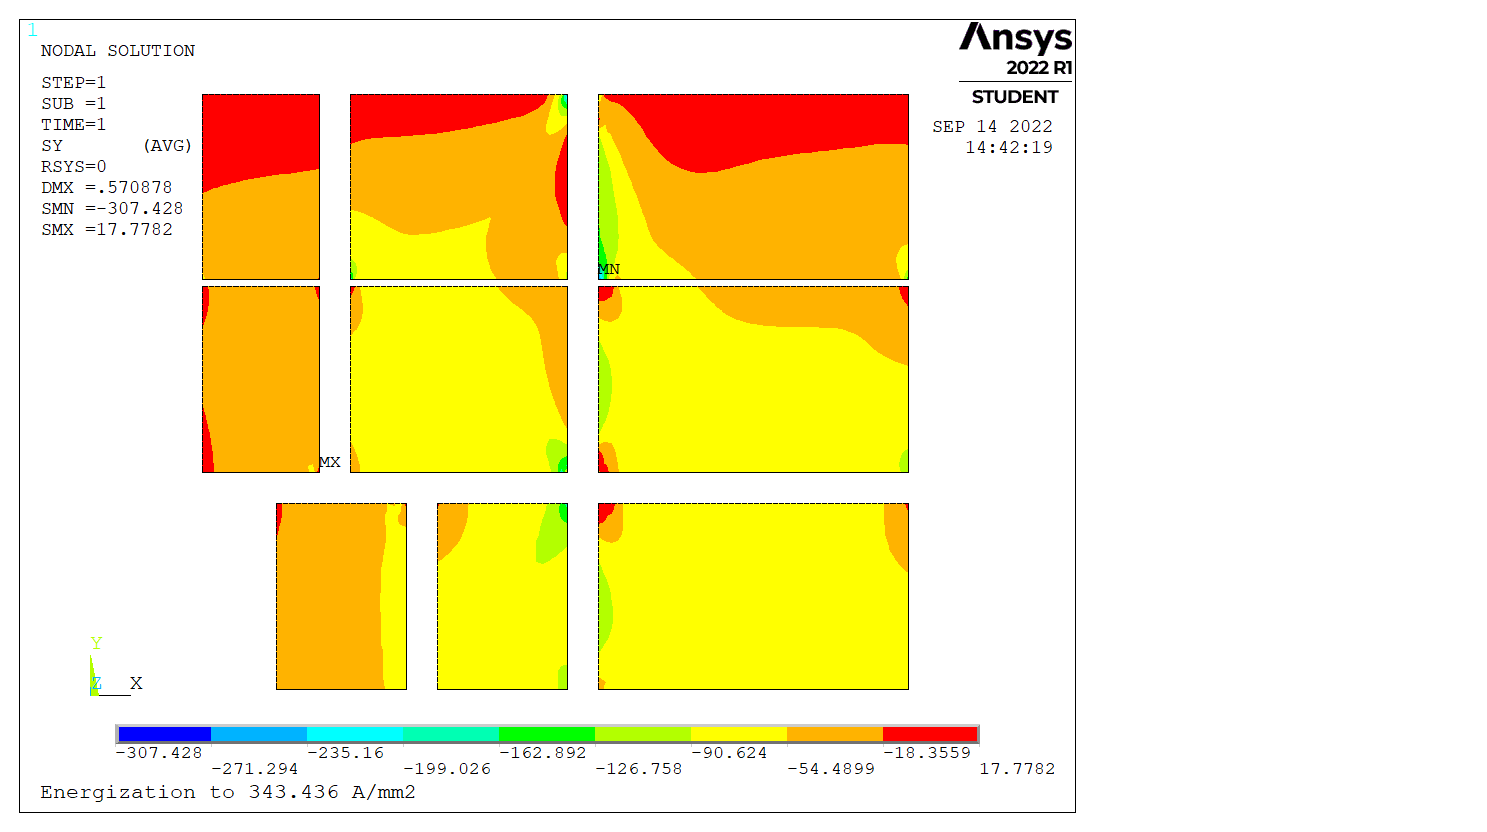 1
NODAL SOLUTION
STEP=1
SUB =1
TIME=1
SY (AVG)
RSYS=0
DMX =.570878
SMN =-307.428
SMX =17.7782
Ansys
2022 R1
STUDENT
SEP 14 2022
14:42:19
MN
MX
Y
Z X
-307.428 -235.16 -162.892 -90.624 -18.3559
-271.294 -199.026 -126.758 -54.4899 17.7782
Energization to 343.436 A/mm2